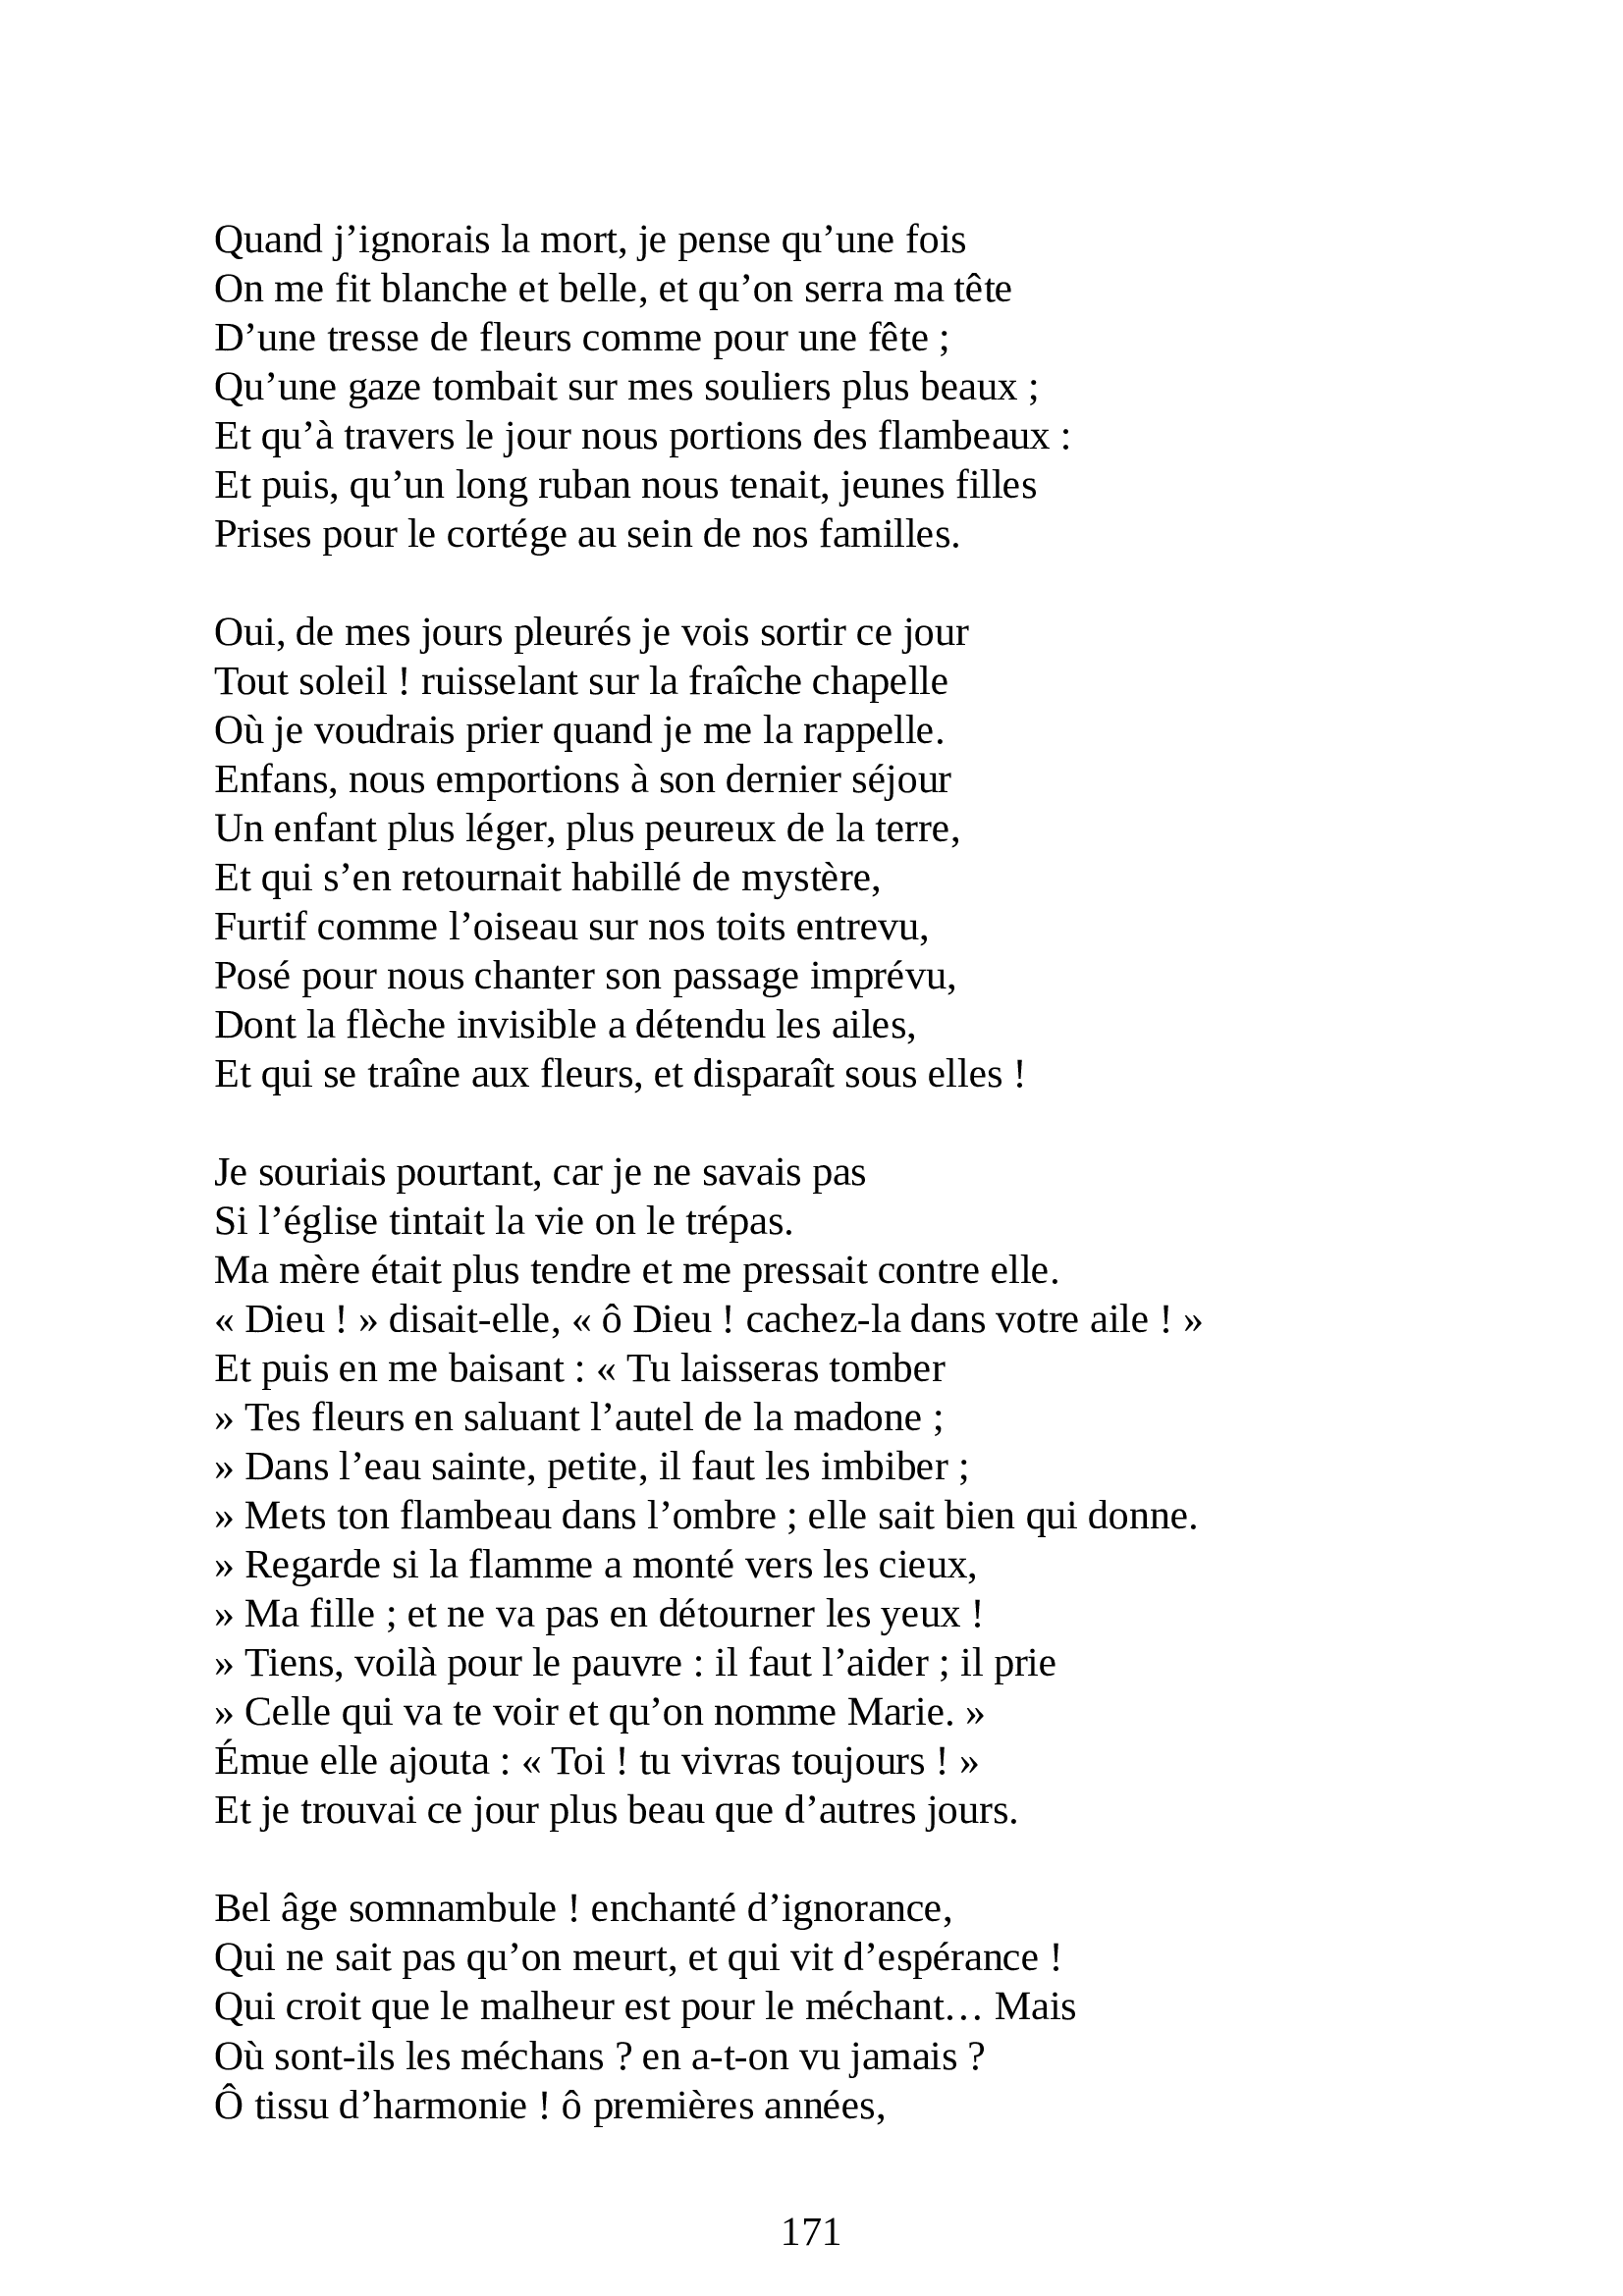 Quand j’ignorais la mort, je pense qu’une fois
On me fit blanche et belle, et qu’on serra ma tête
D’une tresse de fleurs comme pour une fête ;
Qu’une gaze tombait sur mes souliers plus beaux ;
Et qu’à travers le jour nous portions des flambeaux :
Et puis, qu’un long ruban nous tenait, jeunes filles
Prises pour le cortége au sein de nos familles.

Oui, de mes jours pleurés je vois sortir ce jour
Tout soleil ! ruisselant sur la fraîche chapelle
Où je voudrais prier quand je me la rappelle.
Enfans, nous emportions à son dernier séjour
Un enfant plus léger, plus peureux de la terre,
Et qui s’en retournait habillé de mystère,
Furtif comme l’oiseau sur nos toits entrevu,
Posé pour nous chanter son passage imprévu,
Dont la flèche invisible a détendu les ailes,
Et qui se traîne aux fleurs, et disparaît sous elles !

Je souriais pourtant, car je ne savais pas
Si l’église tintait la vie on le trépas.
Ma mère était plus tendre et me pressait contre elle.
« Dieu ! » disait-elle, « ô Dieu ! cachez-la dans votre aile ! »
Et puis en me baisant : « Tu laisseras tomber
» Tes fleurs en saluant l’autel de la madone ;
» Dans l’eau sainte, petite, il faut les imbiber ;
» Mets ton flambeau dans l’ombre ; elle sait bien qui donne.
» Regarde si la flamme a monté vers les cieux,
» Ma fille ; et ne va pas en détourner les yeux !
» Tiens, voilà pour le pauvre : il faut l’aider ; il prie
» Celle qui va te voir et qu’on nomme Marie. »
Émue elle ajouta : « Toi ! tu vivras toujours ! »
Et je trouvai ce jour plus beau que d’autres jours.

Bel âge somnambule ! enchanté d’ignorance,
Qui ne sait pas qu’on meurt, et qui vit d’espérance !
Qui croit que le malheur est pour le méchant… Mais
Où sont-ils les méchans ? en a-t-on vu jamais ?
Ô tissu d’harmonie ! ô premières années,

171